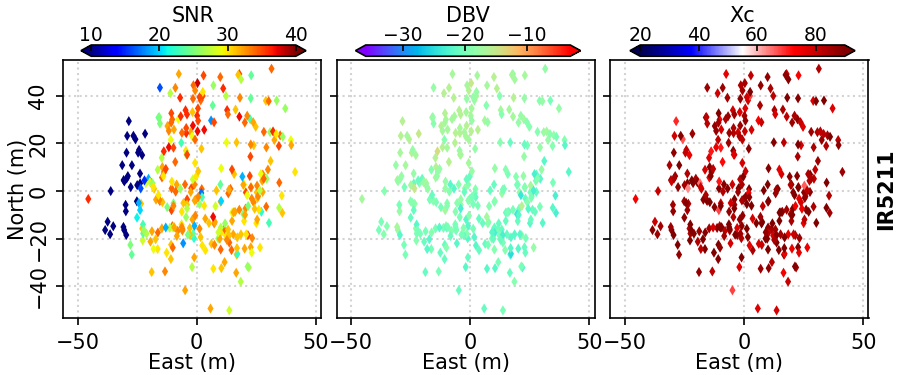 SNR DBV Xc
10 20 30 40 −30 −20 −10 20 40 60 80
North (m)
40
20
0
−20
−40
IR5211
−50 0 50 −50 0 50 −50 0 50
East (m) East (m) East (m)